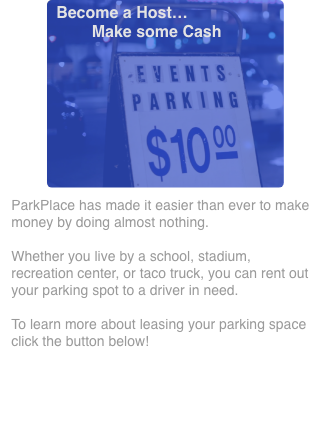 Become a Host...
Make some Cash
EVENTS
PARKING
$10 00
ParkPlace has made it easier than ever to make
money by doing almost nothing.
Whether you live by a school, stadium,
recreation center, or taco truck, you can rent out
your parking spot to a driver in need.
To learn more about leasing your parking space
click the button below!